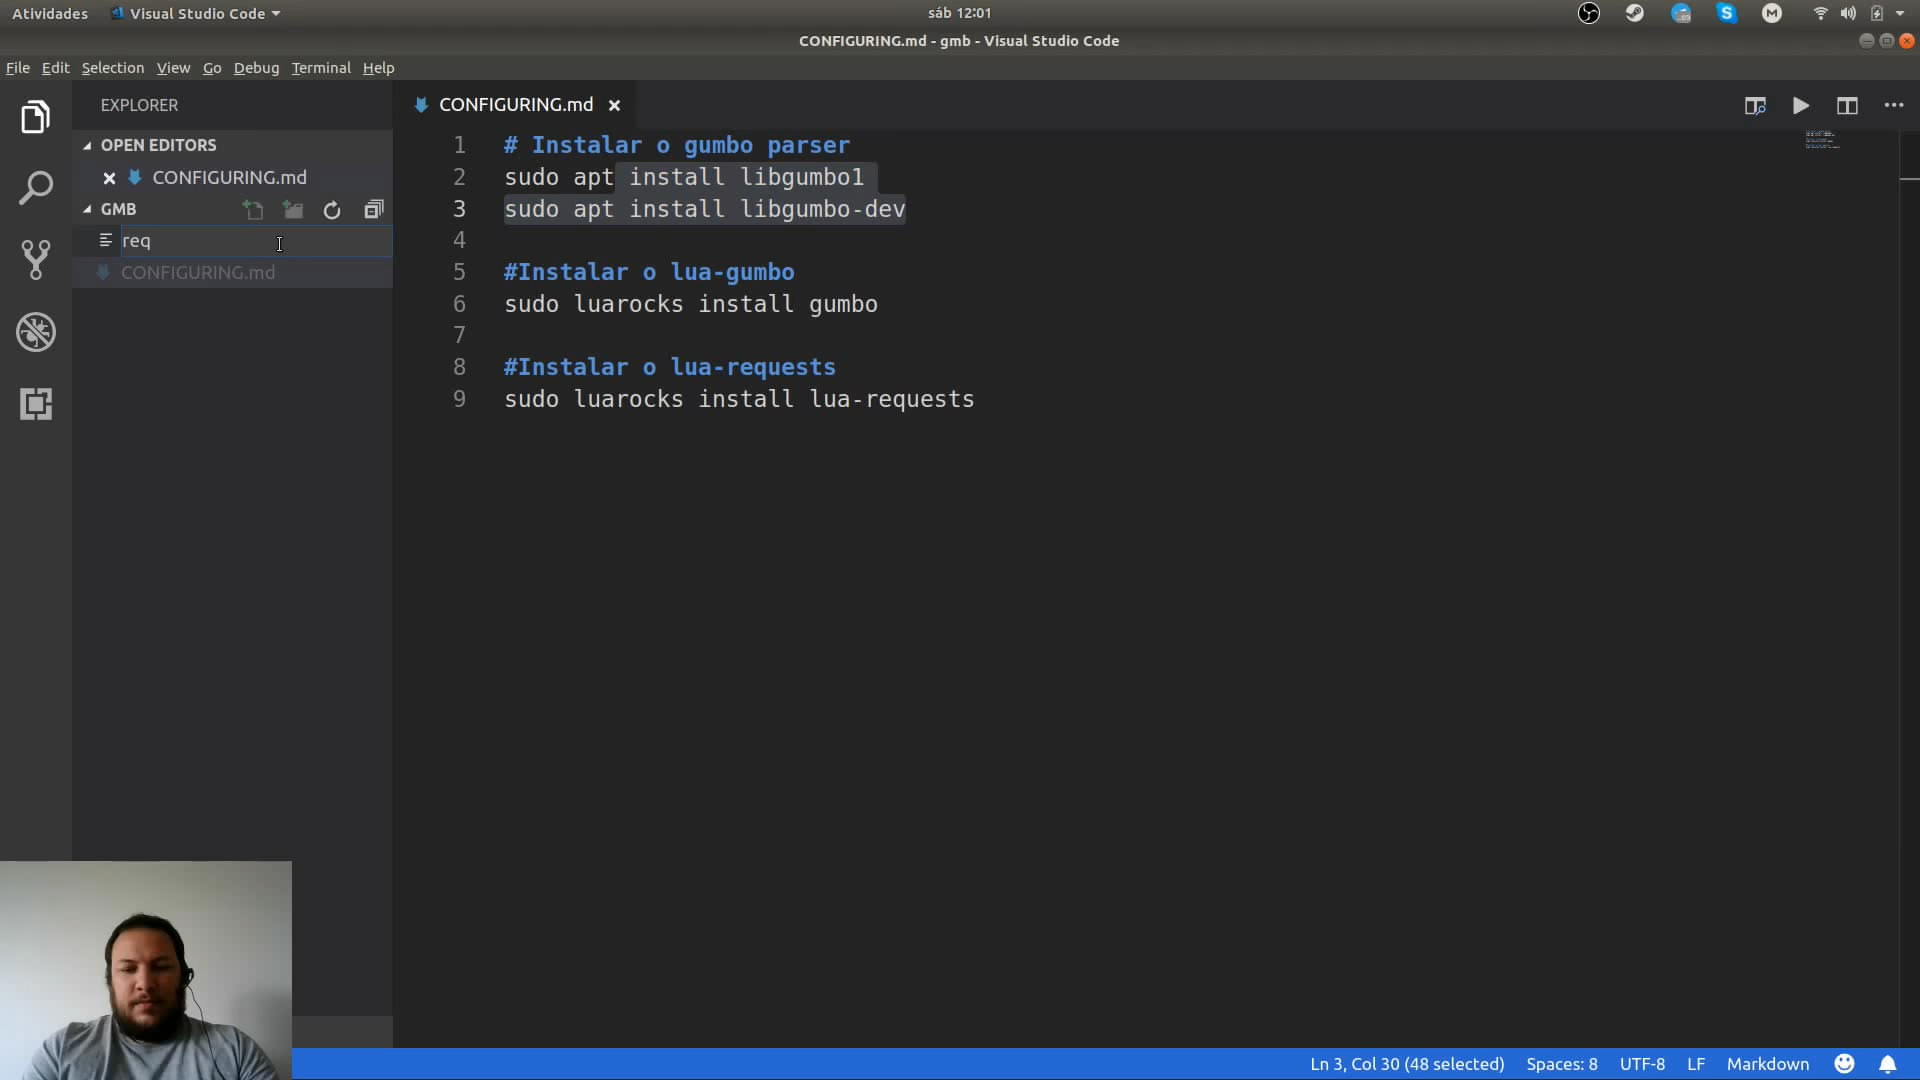 Atividades Visual Studio Code sáb 12:01
CONFIGURING.md - gmb - Visual Studio Code
File Edit Selection View Go Debug Terminal Help
EXPLORER
OPEN EDITORS
CONFIGURING.md
GMB
req
CONFIGURING.md
CONFIGURING.md
1 # Instalar o gumbo parser
2 sudo apt install libgumbo1
3 sudo apt install libgumbo-dev
4
5 #Instalar o lua-gumbo
6 sudo luarocks install gumbo
7
8 #Instalar o lua-requests
9 sudo luarocks install lua-requests
Ln 3, Col 30 (48 selected) Spaces: 8 UTF-8 LF Markdown